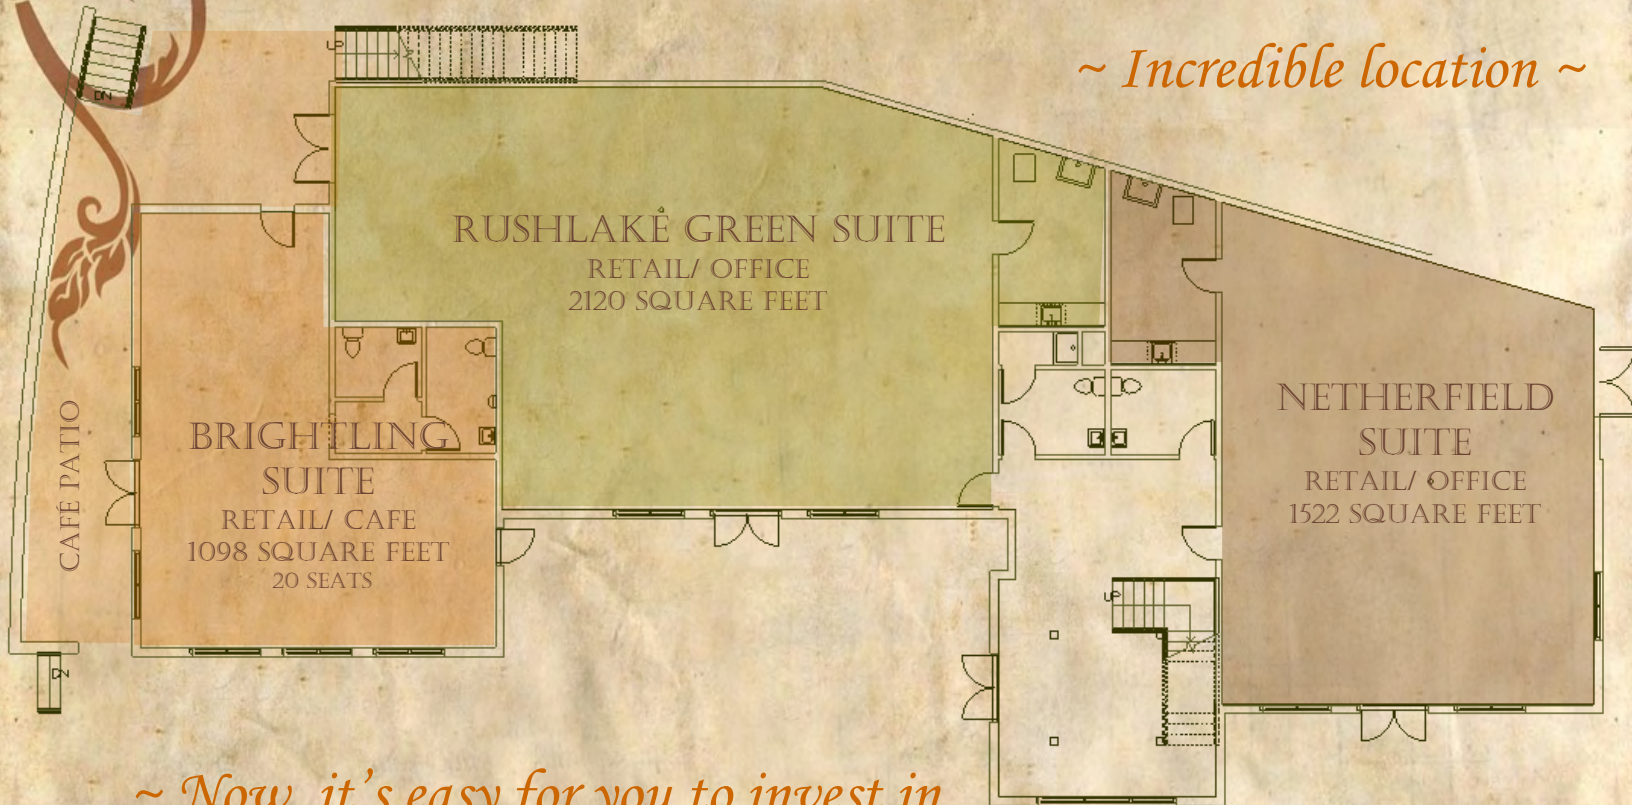 ~ Incredible location ~
UP
DN
RUSHLAKE GREEN SUITE
RETAIL/ OFFICE
2120 SQUARE FEET
NETHERFIELD
SUITE
RETAIL/ OFFICE
1522 SQUARE FEET
BRIGHTLING
SUITE
RETAIL/ CAFE
1098 SQUARE FEET
20 SEATS
CAFÉ PATIO
UP
DN
~ Now, it's easy for you to invest in